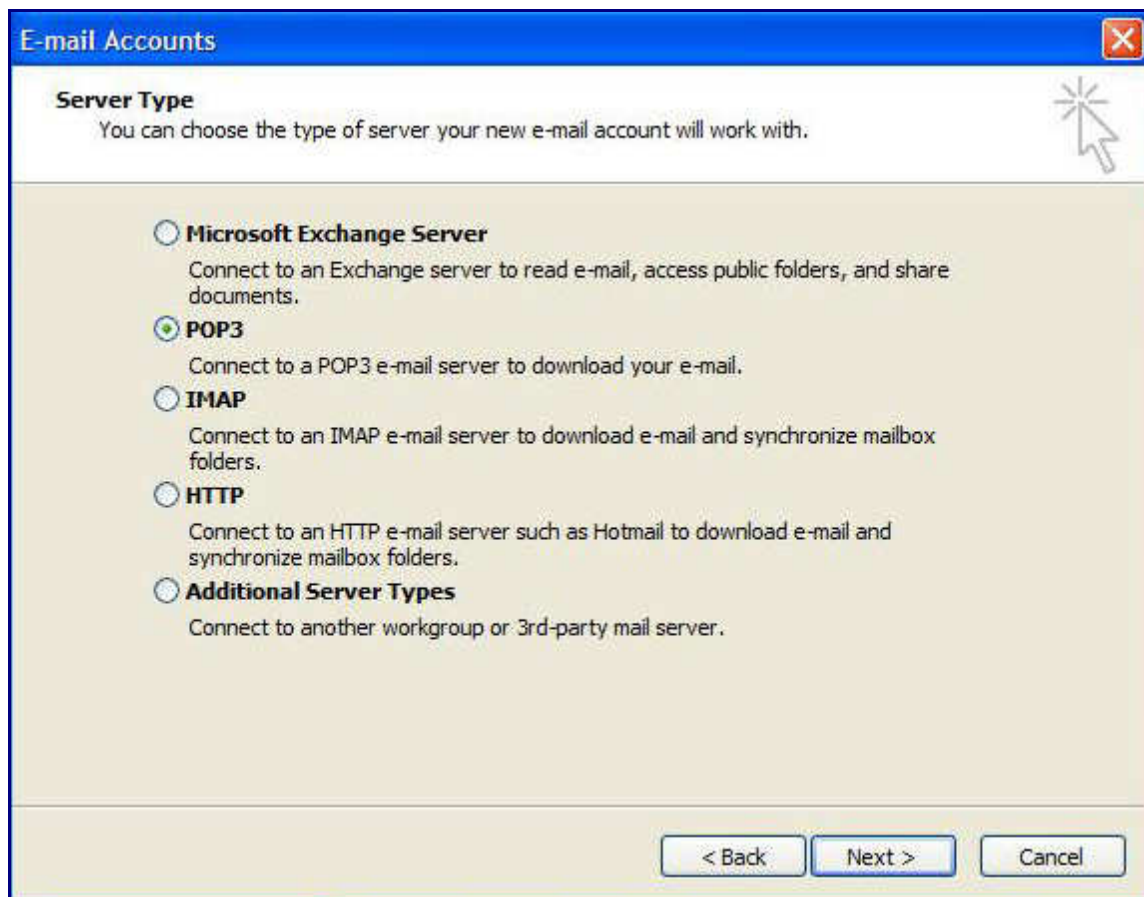 E-mail Accounts
Server Type
You can choose the type of server your new e-mail account will work with.
Microsoft Exchange Server
Connect to an Exchange server to read e-mail, access public folders, and share
documents.
POP3
Connect to a POP3 e-mail server to download your e-mail.
IMAP
Connect to an IMAP e-mail server to download e-mail and synchronize mailbox
folders.
HTTP
Connect to an HTTP e-mail server such as Hotmail to download e-mail and
synchronize mailbox folders.
Additional Server Types
Connect to another workgroup or 3rd-party mail server.
< Back Next > Cancel